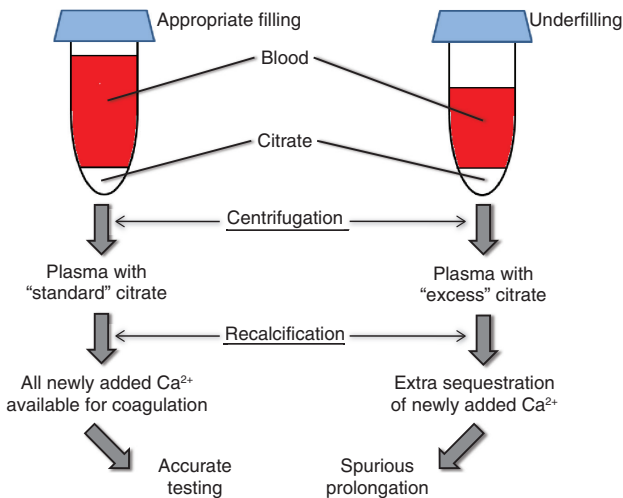 Appropriate filling
Underfilling
Blood
Citrate
Centrifugation
Plasma with
“standard” citrate
Plasma with
“excess” citrate
Recalcification
All newly added Ca²⁺
available for coagulation
Extra sequestration
of newly added Ca²⁺
Accurate
testing
Spurious
prolongation